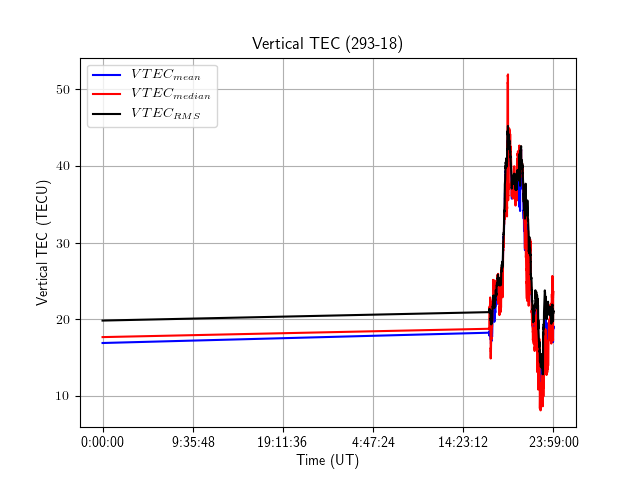 Vertical TEC (293-18)
VTEC_mean
VTEC_median
VTEC_RMS
50
40
30
20
10
Vertical TEC (TECU)
0:00:00 9:35:48 19:11:36 4:47:24 14:23:12 23:59:00
Time (UT)